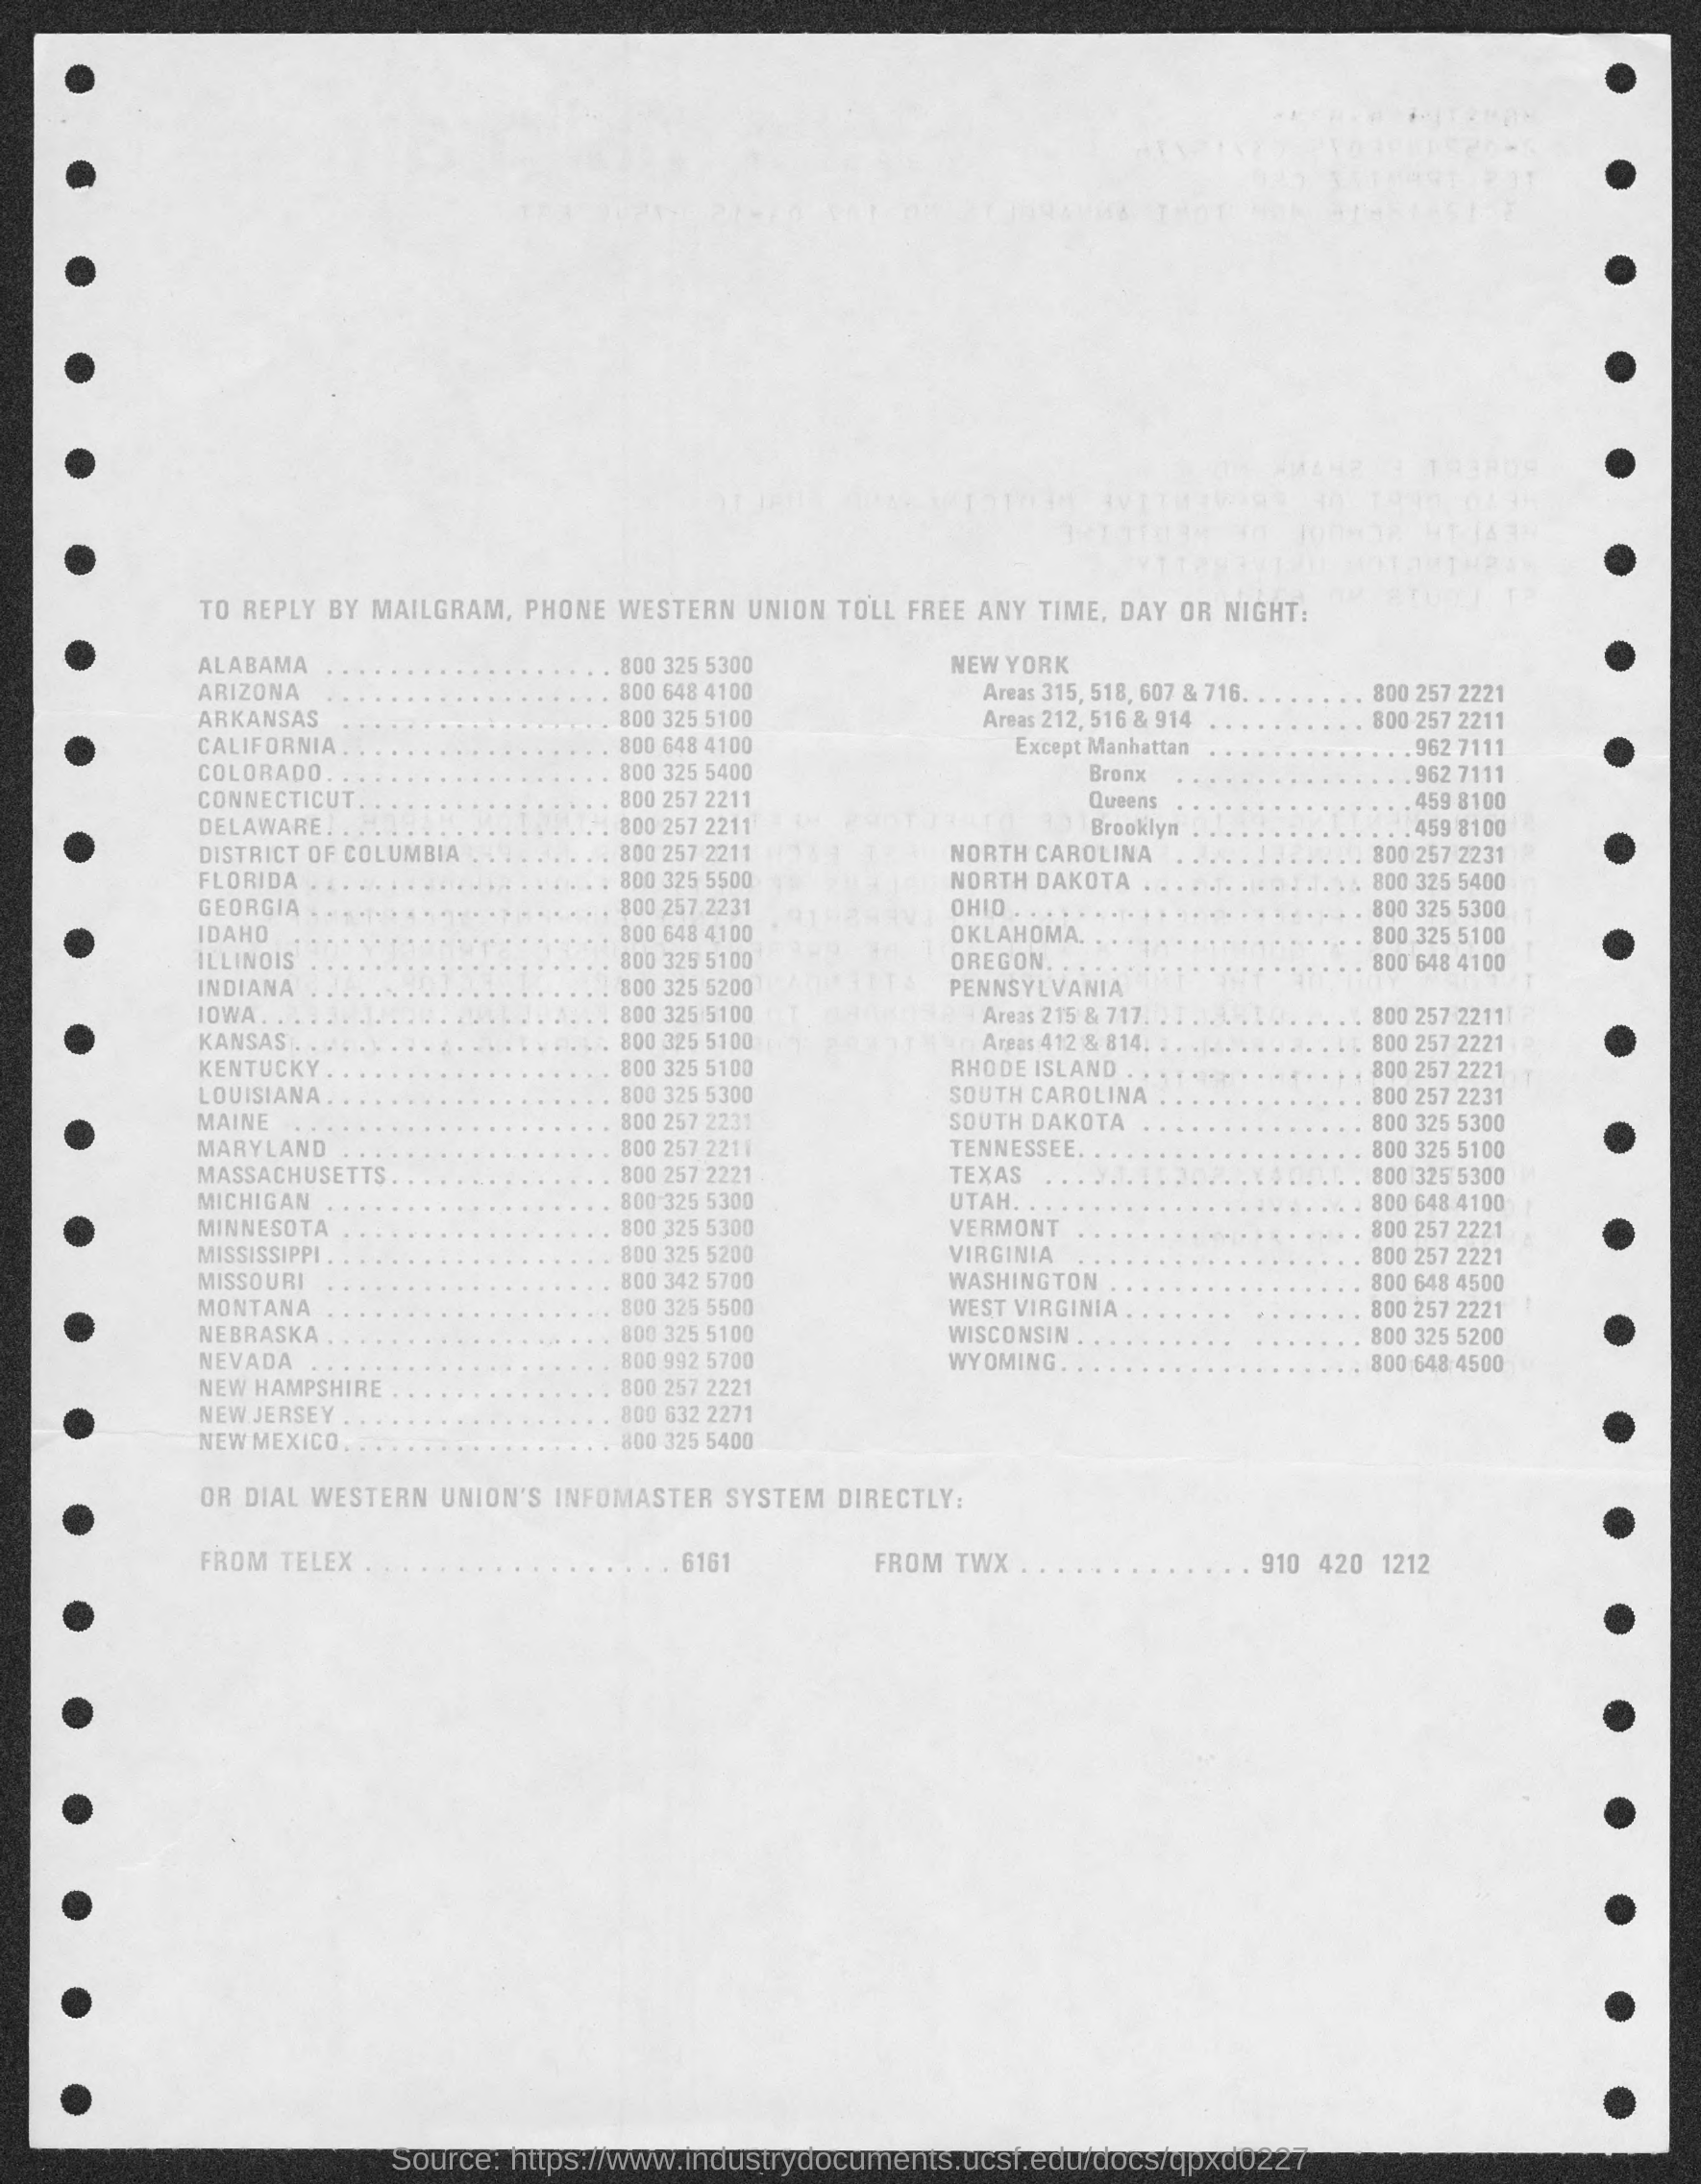 TO REPLY BY MAILGRAM, PHONE WESTERN UNION TOLL FREE ANY TIME, DAY OR NIGHT:
ALABAMA .................. 800 325 5300
ARIZONA .................. 800 648 4100
ARKANSAS ................. 800 325 5100
CALIFORNIA ................. 800 648 4100
COLORADO .................. 800 325 5400
CONNECTICUT ................ 800 257 2211
DELAWARE .................. 800 257 2211
DISTRICT OF COLUMBIA ......... 800 257 2211
FLORIDA ................... 800 325 5500
GEORGIA ................... 800 257 2231
IDAHO .................... 800 648 4100
ILLINOIS ................... 800 325 5100
INDIANA ................... 800 325 5200
IOWA ...................... 800 325 5100
KANSAS .................... 800 325 5100
KENTUCKY .................. 800 325 5100
LOUISIANA .................. 800 325 5300
MAINE .................... 800 257 2231
MARYLAND ................. 800 257 2211
MASSACHUSETTS .............. 800 257 2221
MICHIGAN .................. 800 325 5300
MINNESOTA ................. 800 325 5300
MISSISSIPPI .................. 800 325 5200
MISSOURI .................. 800 342 5700
MONTANA .................. 800 325 5500
NEBRASKA .................. 800 325 5100
NEVADA ................... 800 992 5700
NEW HAMPSHIRE .............. 800 257 2221
NEW JERSEY ................. 800 632 2271
NEW MEXICO ................. 800 325 5400
NEW YORK
Areas 315, 518, 607 & 716 ........ 800 257 2221
Areas 212, 516 & 914 .......... 800 257 2211
Except Manhattan ............. 962 7111
Bronx ............... 962 7111
Queens ............... 459 8100
Brooklyn .............. 459 8100
NORTH CAROLINA ............ 800 257 2231
NORTH DAKOTA .............. 800 325 5400
OHIO ...................... 800 325 5300
OKLAHOMA .................. 800 325 5100
OREGON .................... 800 648 4100
PENNSYLVANIA
Areas 215 & 717 .............. 800 257 2211
Areas 412 & 814 .............. 800 257 2221
RHODE ISLAND ............... 800 257 2221
SOUTH CAROLINA ............. 800 257 2231
SOUTH DAKOTA .............. 800 325 5300
TENNESSEE .................. 800 325 5100
TEXAS .................... 800 325 5300
UTAH ...................... 800 648 4100
VERMONT .................. 800 257 2221
VIRGINIA .................. 800 257 2221
WASHINGTON ................ 800 648 4500
WEST VIRGINIA ............... 800 257 2221
WISCONSIN .................. 800 325 5200
WYOMING ................... 800 648 4500
OR DIAL WESTERN UNION'S INFOMASTER SYSTEM DIRECTLY:
FROM TELEX ................. 6161 FROM TWX ............. 910 420 1212
Source: https://www.industrydocuments.ucsf.edu/docs/qpxd0227